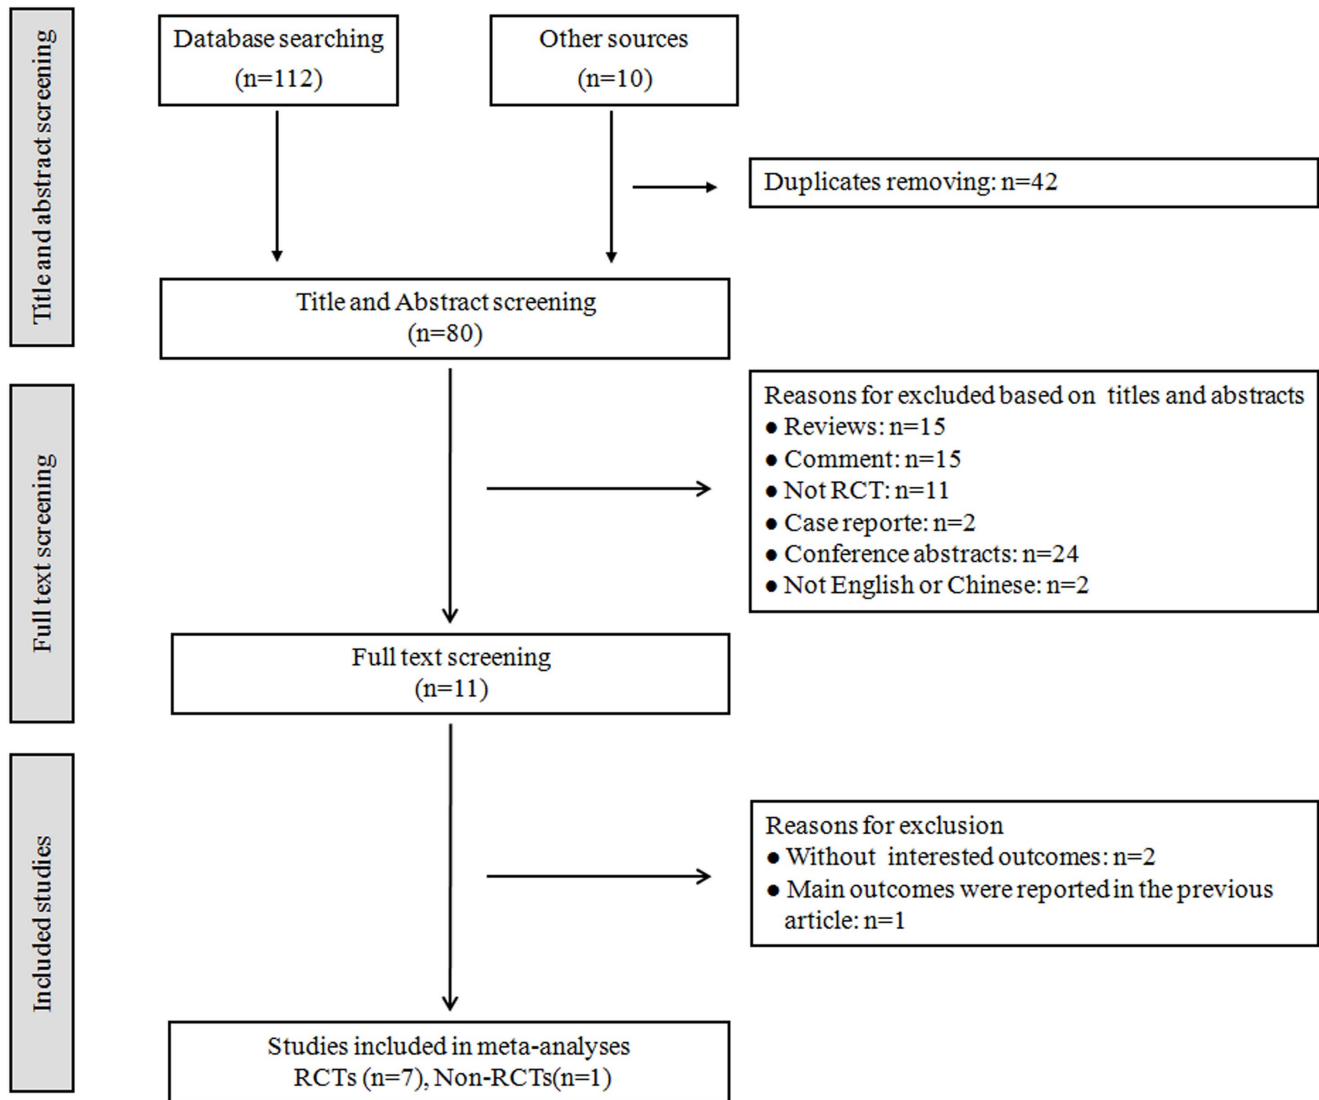 Title and abstract screening
Database searching
(n=112)
Other sources
(n=10)
Duplicates removing: n=42
Title and Abstract screening
(n=80)
Full text screening
Reasons for excluded based on  titles and abstracts
● Reviews: n=15
● Comment: n=15
● Not RCT: n=11
● Case reporte: n=2
● Conference abstracts: n=24
● Not English or Chinese: n=2
Full text screening
(n=11)
Included studies
Reasons for exclusion
● Without  interested outcomes: n=2
● Main outcomes were reported in the previous
article: n=1
Studies included in meta-analyses
RCTs (n=7), Non-RCTs(n=1)